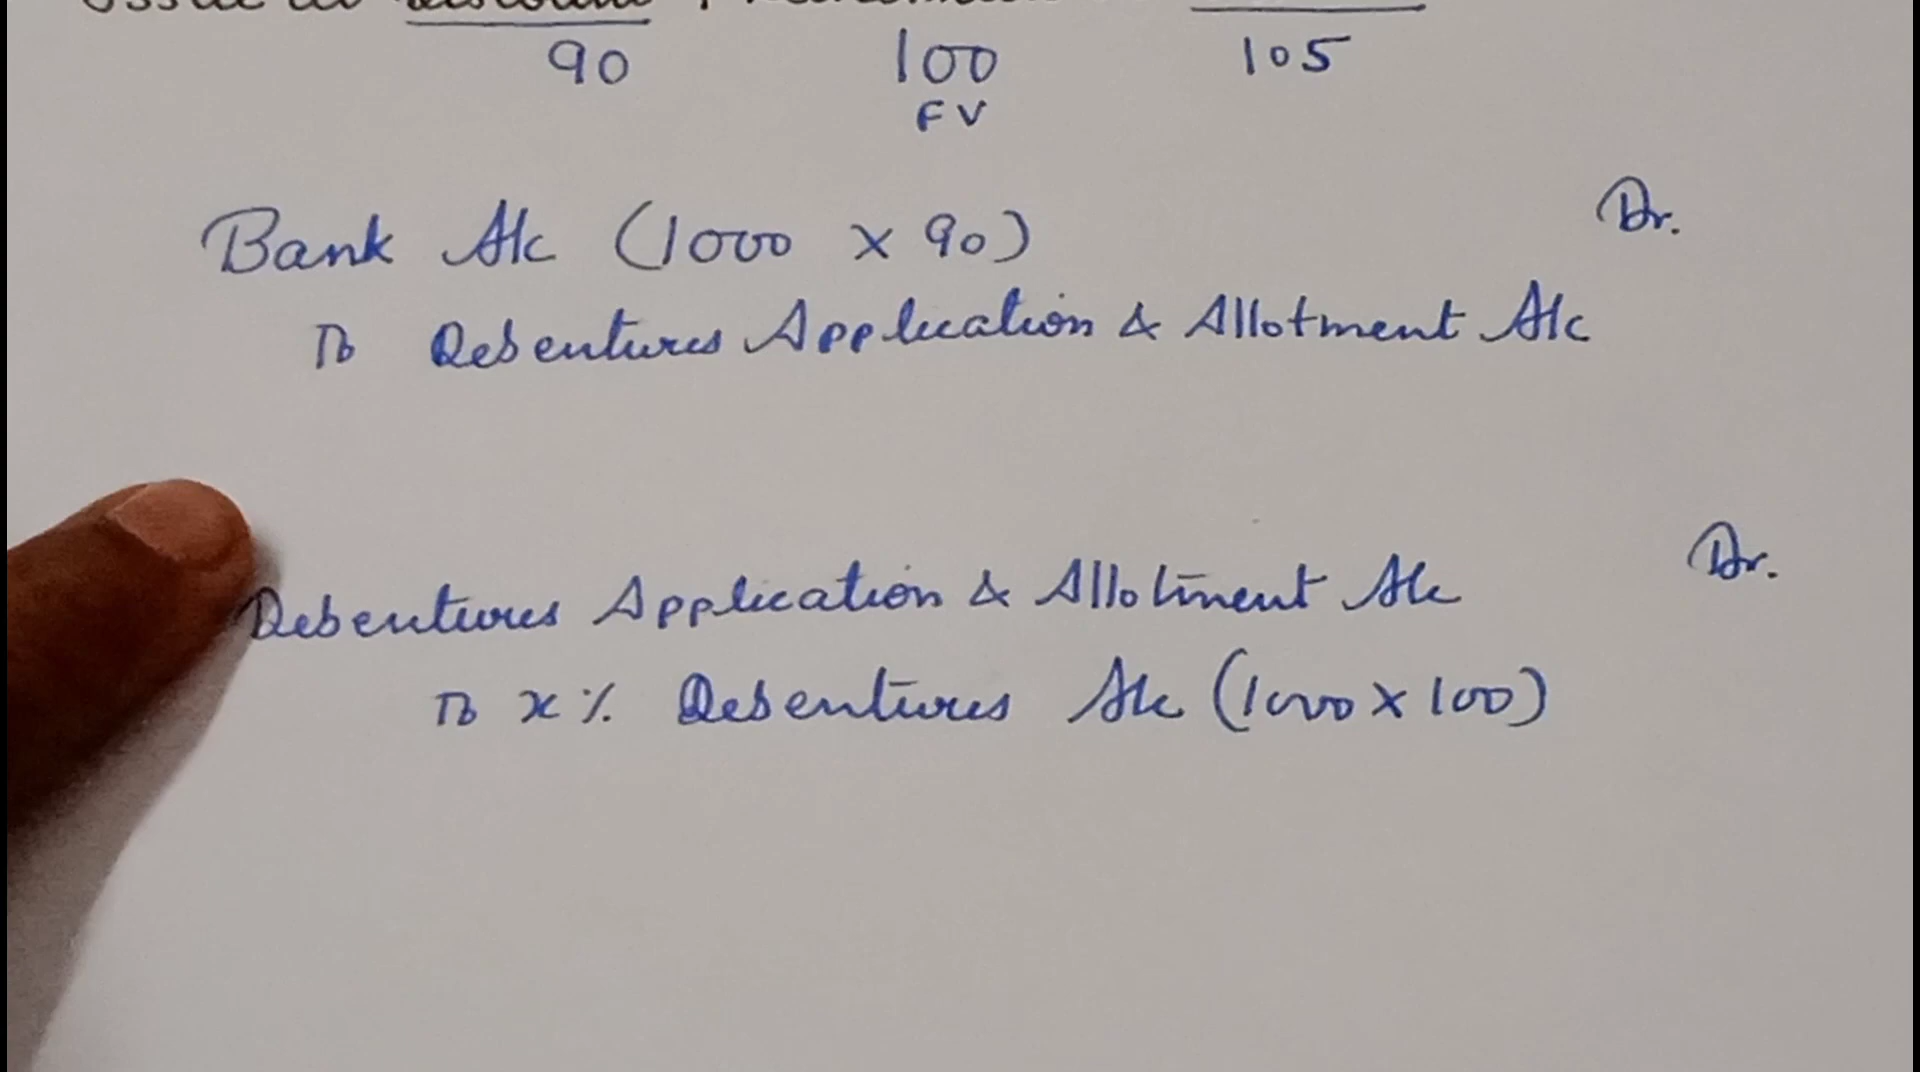 90 100 105
FV
Bank A/c (1000 x 90) Dr.
To Debentures Application & Allotment A/c
Debentures Application & Allotment A/c Dr.
To x% Debentures A/c (1000 x 100)